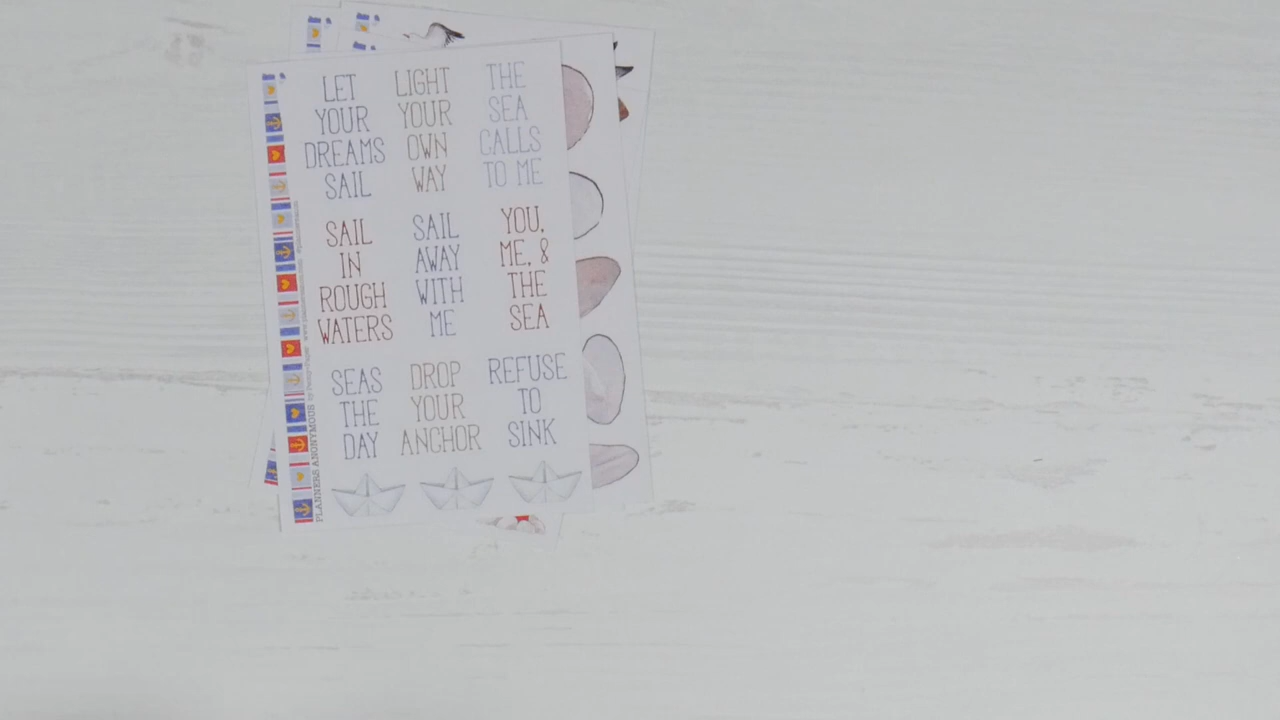 LET
YOUR
DREAMS
SAIL
LIGHT
YOUR
OWN
WAY
THE
SEA
CALLS
TO ME
SAIL
IN
ROUGH
WATERS
SAIL
AWAY
WITH
ME
YOU,
ME, &
THE
SEA
SEAS
THE
DAY
DROP
YOUR
ANCHOR
REFUSE
TO
SINK
PLANNERS ANONYMOUS